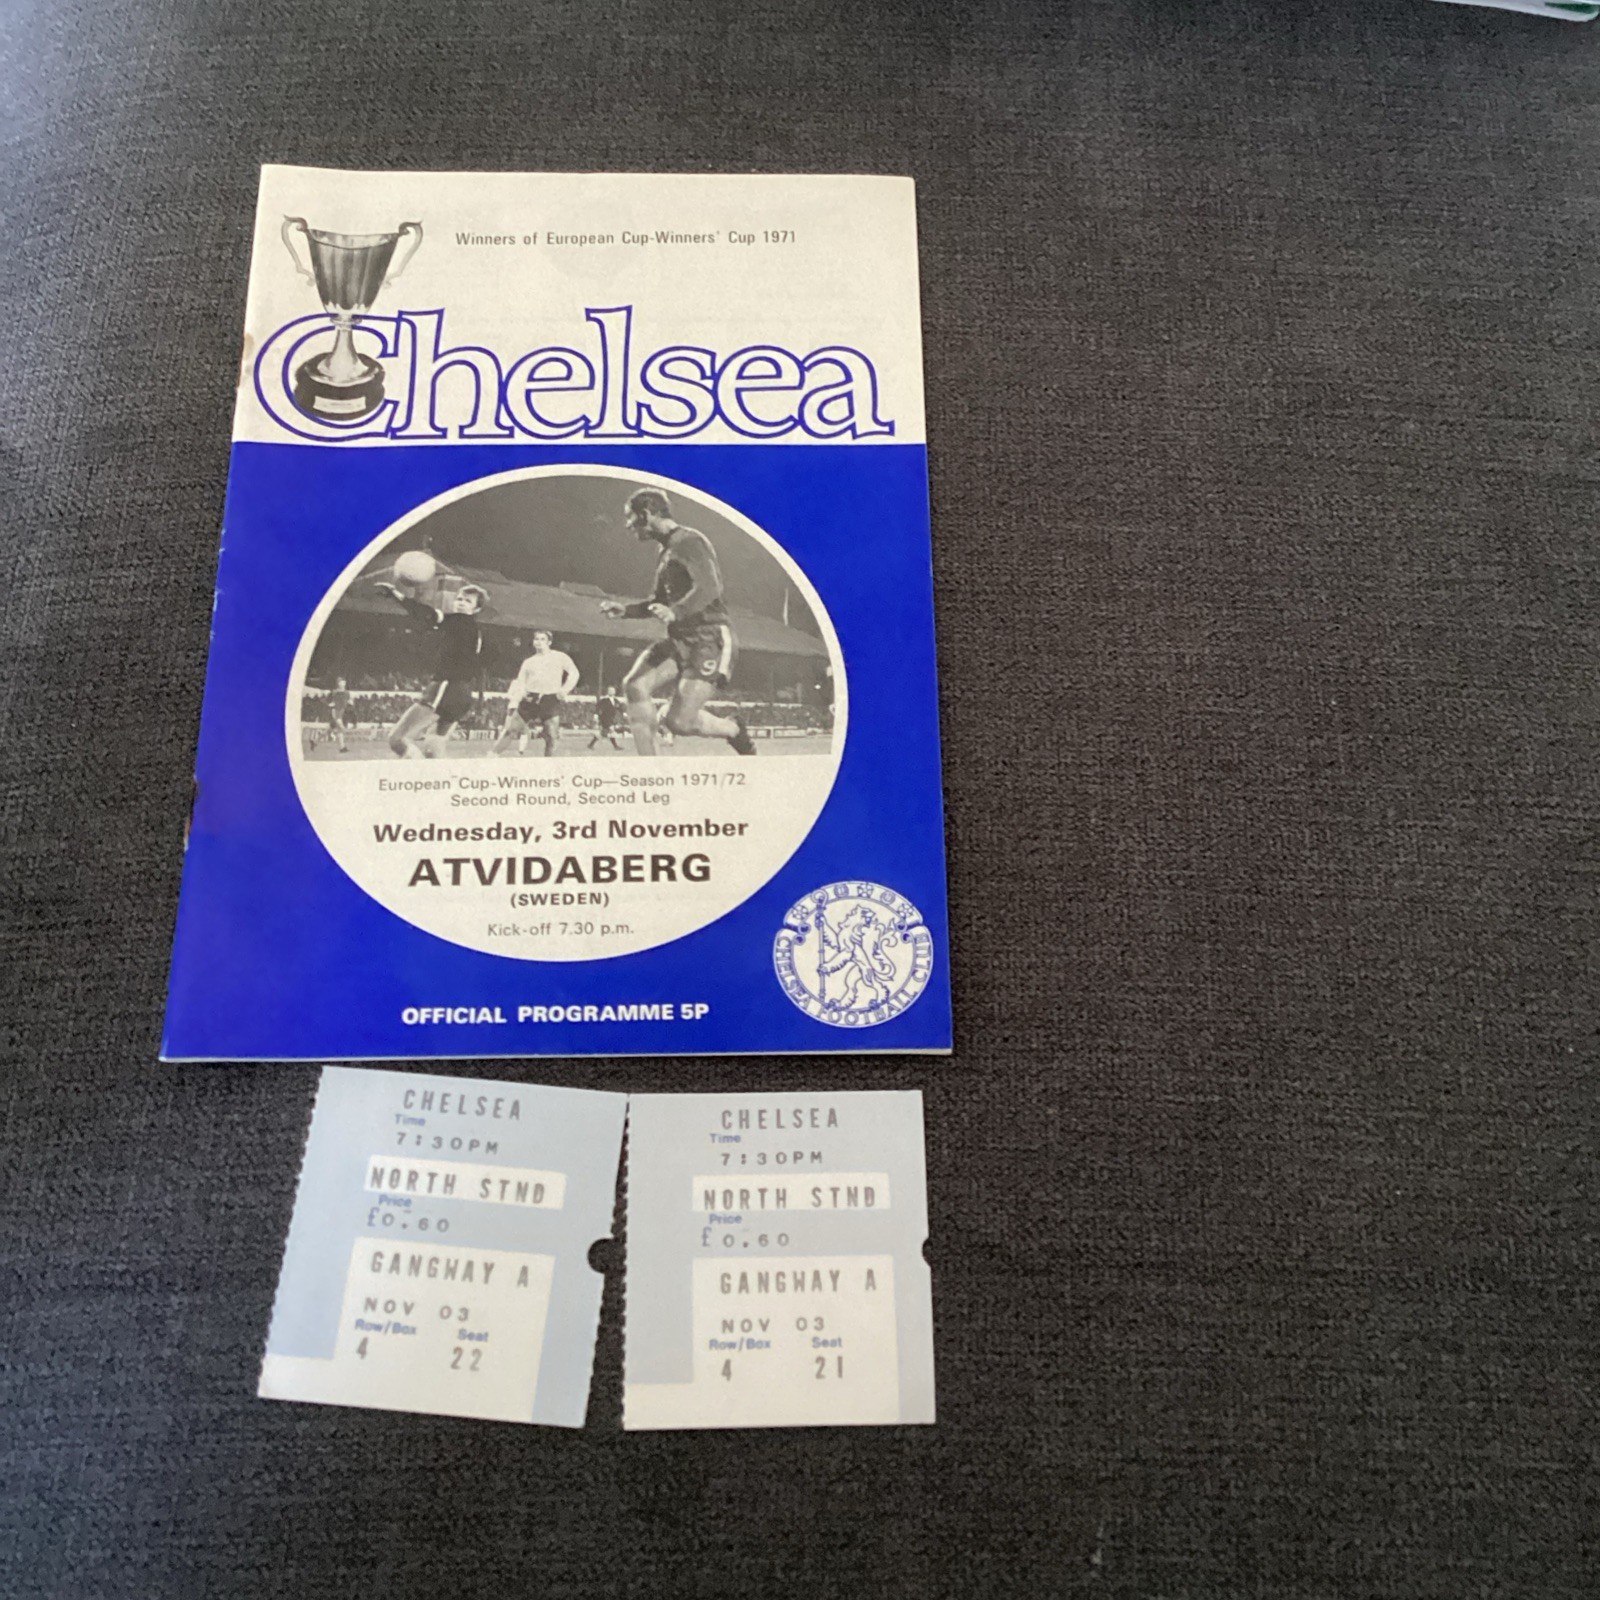 Winners of European Cup-Winners' Cup 1971
Chelsea
9
European Cup-Winners' Cup—Season 1971/72
Second Round, Second Leg
Wednesday, 3rd November
ATVIDABERG
(SWEDEN)
Kick-off 7.30 p.m.
CHELSEA FOOTBALL CLUB
OFFICIAL PROGRAMME 5P
CHELSEA
Time
7:30PM
NORTH STND
Price
£0.60
GANGWAY A
NOV 03
Row/Box Seat
4 22
CHELSEA
Time
7:30PM
NORTH STND
Price
£0.60
GANGWAY A
NOV 03
Row/Box Seat
4 21